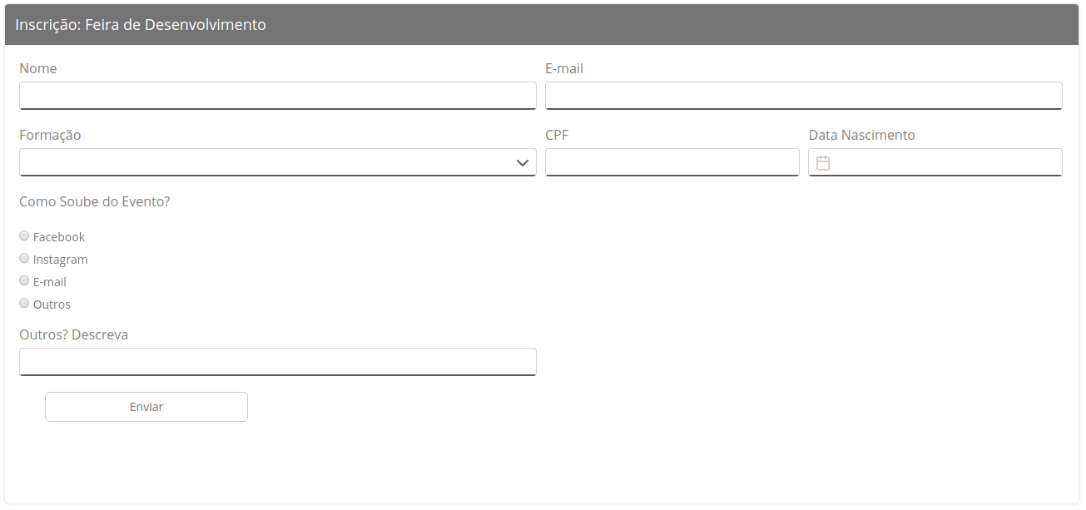 Inscrição: Feira de Desenvolvimento
Nome E-mail
Formação CPF Data Nascimento
Como Soube do Evento?
Facebook
Instagram
E-mail
Outros
Outros? Descreva
Enviar